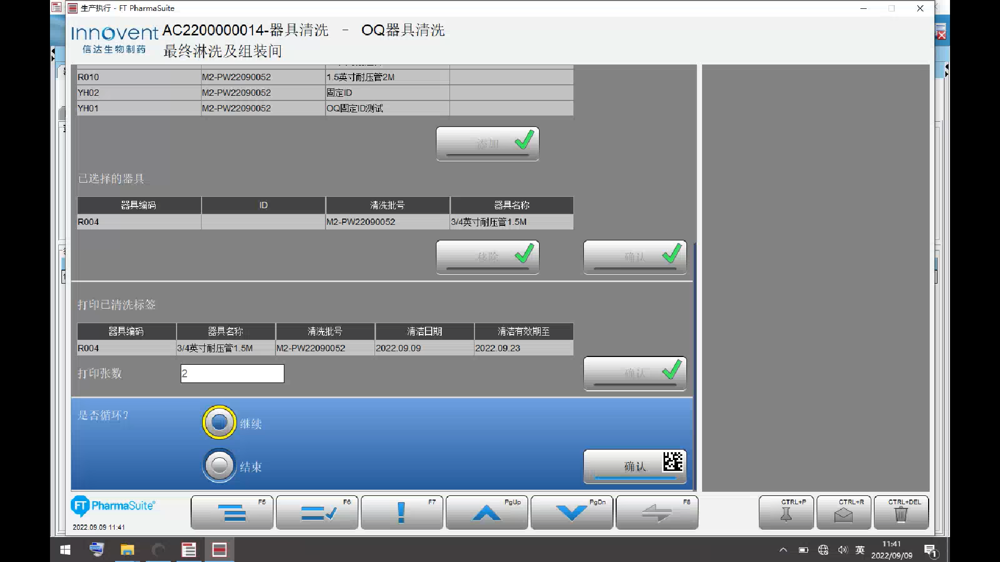 生产执行 - FT PharmaSuite
Innovent
信达生物制药
AC2200000014-器具清洗 - OQ器具清洗
最终淋洗及组装间
R010 M2-PW22090052 1.5英寸耐压管2M
YH02 M2-PW22090052 固定ID
YH01 M2-PW22090052 OQ固定ID测试
添加
已选择的器具
器具编码 ID 清洗批号 器具名称
R004 M2-PW22090052 3/4英寸耐压管1.5M
移除 确认
打印已清洗标签
器具编码 器具名称 清洗批号 清洁日期 清洁有效期至
R004 3/4英寸耐压管1.5M M2-PW22090052 2022.09.09 2022.09.23
打印张数 2 确认
是否循环? 继续
结束 确认
FT PharmaSuite®
2022.09.09 11:41
F5 F6 F7 PgUp PgDn F8 CTRL+P CTRL+R CTRL+DEL
英 11:41
2022/09/09
1